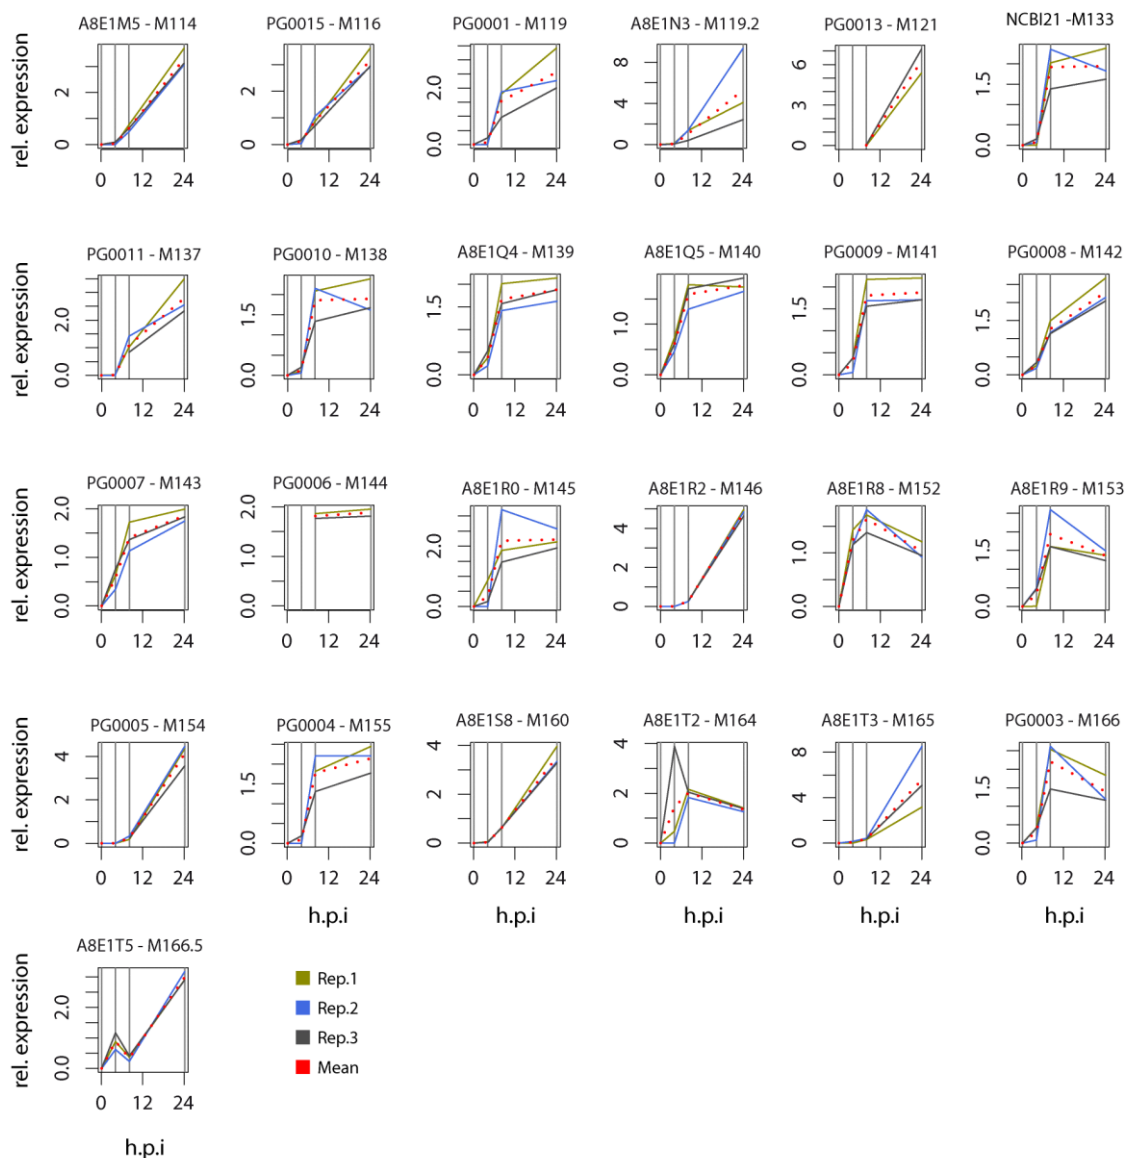 A8E1M5 - M114 PG0015 - M116 PG0001 - M119 A8E1N3 - M119.2 PG0013 - M121 NCBI21 -M133
rel. expression
2
0
2
0
2.0
0.0
8
4
0
6
3
0
1.5
0.0
0 12 24 0 12 24 0 12 24 0 12 24 0 12 24 0 12 24
PG0011 - M137 PG0010 - M138 A8E1Q4 - M139 A8E1Q5 - M140 PG0009 - M141 PG0008 - M142
rel. expression
2.0
0.0
1.5
0.0
1.5
0.0
1.0
0.0
1.5
0.0
1.5
0.0
0 12 24 0 12 24 0 12 24 0 12 24 0 12 24 0 12 24
PG0007 - M143 PG0006 - M144 A8E1R0 - M145 A8E1R2 - M146 A8E1R8 - M152 A8E1R9 - M153
rel. expression
2.0
1.0
0.0
2.0
1.0
0.0
2.0
0.0
4
2
0
1.0
0.0
1.5
0.0
0 12 24 0 12 24 0 12 24 0 12 24 0 12 24 0 12 24
PG0005 - M154 PG0004 - M155 A8E1S8 - M160 A8E1T2 - M164 A8E1T3 - M165 PG0003 - M166
rel. expression
4
2
0
1.5
0.0
4
2
0
4
2
0
8
4
0
1.5
0.0
0 12 24 0 12 24 0 12 24 0 12 24 0 12 24 0 12 24
h.p.i h.p.i h.p.i h.p.i h.p.i
A8E1T5 - M166.5
rel. expression
2.0
0.0
0 12 24
h.p.i
Rep.1
Rep.2
Rep.3
Mean